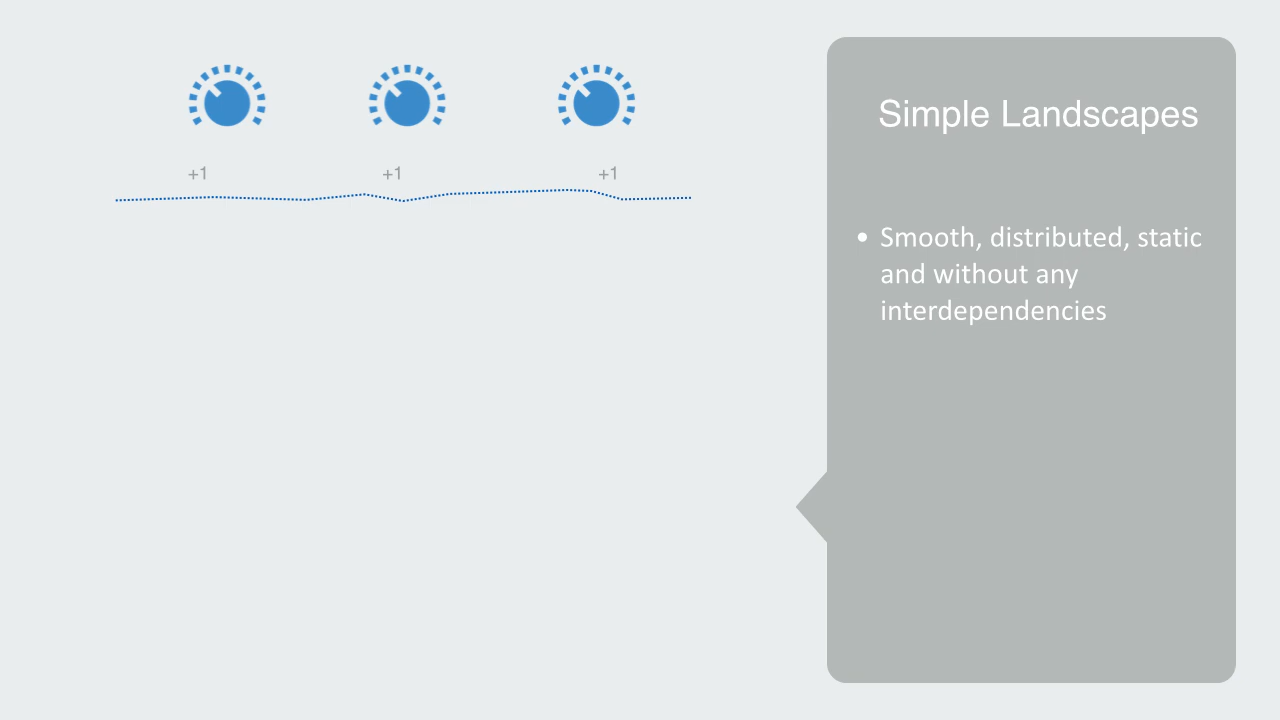 +1 +1 +1
Simple Landscapes
• Smooth, distributed, static
and without any
interdependencies